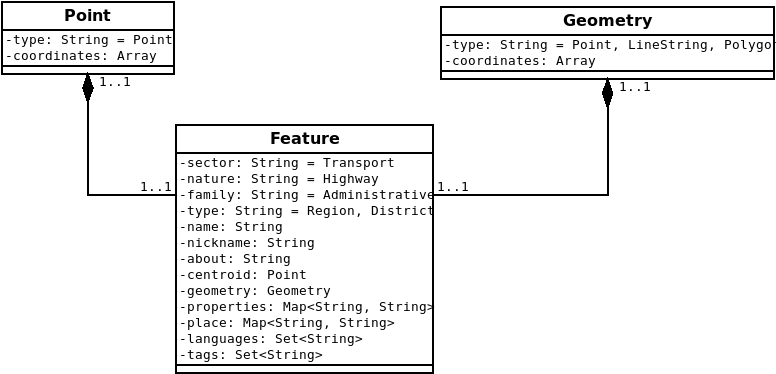 Point
-type: String = Point
-coordinates: Array
1..1
Geometry
-type: String = Point, LineString, Polygo
-coordinates: Array
1..1
Feature
-sector: String = Transport
-nature: String = Highway
-family: String = Administrative
-type: String = Region, District
-name: String
-nickname: String
-about: String
-centroid: Point
-geometry: Geometry
-properties: Map<String, String>
-place: Map<String, String>
-languages: Set<String>
-tags: Set<String>
1..1
1..1